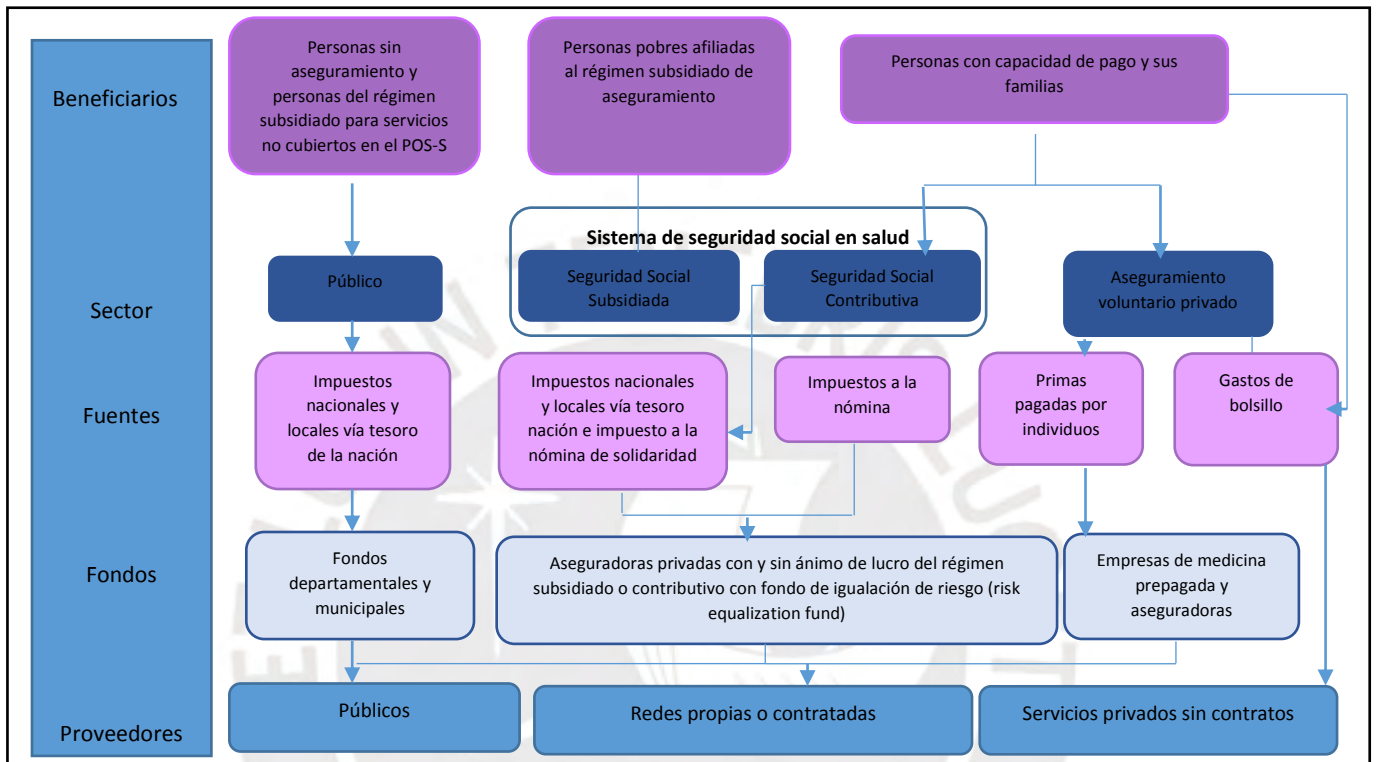 Beneficiarios
Personas sin
aseguramiento y
personas del régimen
subsidiado para servicios
no cubiertos en el POS-S
Personas pobres afiliadas
al régimen subsidiado de
aseguramiento
Personas con capacidad de pago y sus
familias
Sector
Público
Sistema de seguridad social en salud
Seguridad Social
Subsidiada
Seguridad Social
Contributiva
Aseguramiento
voluntario privado
Fuentes
Impuestos
nacionales y
locales vía tesoro
de la nación
Impuestos nacionales
y locales vía tesoro
nación e impuesto a la
nómina de solidaridad
Impuestos a la
nómina
Primas
pagadas por
individuos
Gastos de
bolsillo
Fondos
Fondos
departamentales y
municipales
Aseguradoras privadas con y sin ánimo de lucro del régimen
subsidiado o contributivo con fondo de igualación de riesgo (risk
equalization fund)
Empresas de medicina
prepagada y
aseguradoras
Proveedores
Públicos
Redes propias o contratadas
Servicios privados sin contratos